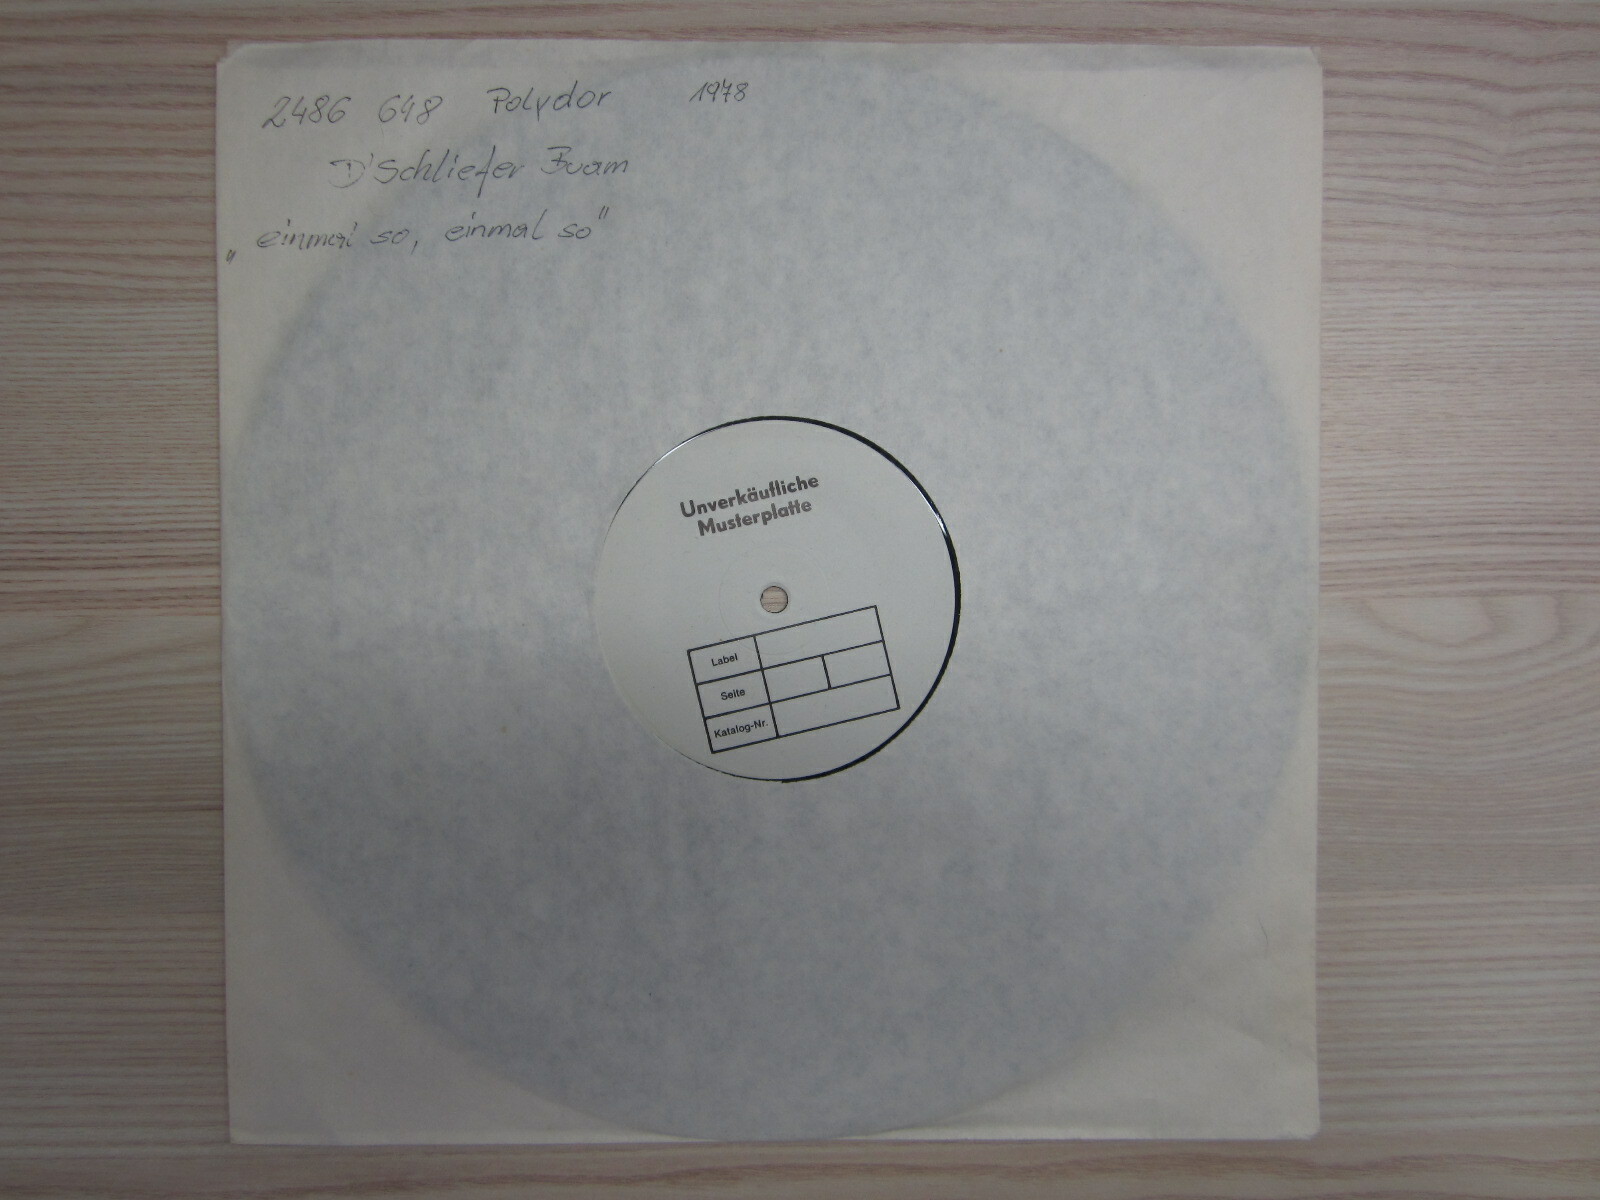 2486 648 Polydor 1978
D'Schliefer Buam
„einmal so, einmal so"
Unverkäufliche
Musterplatte
Label
Seite
Katalog-Nr.